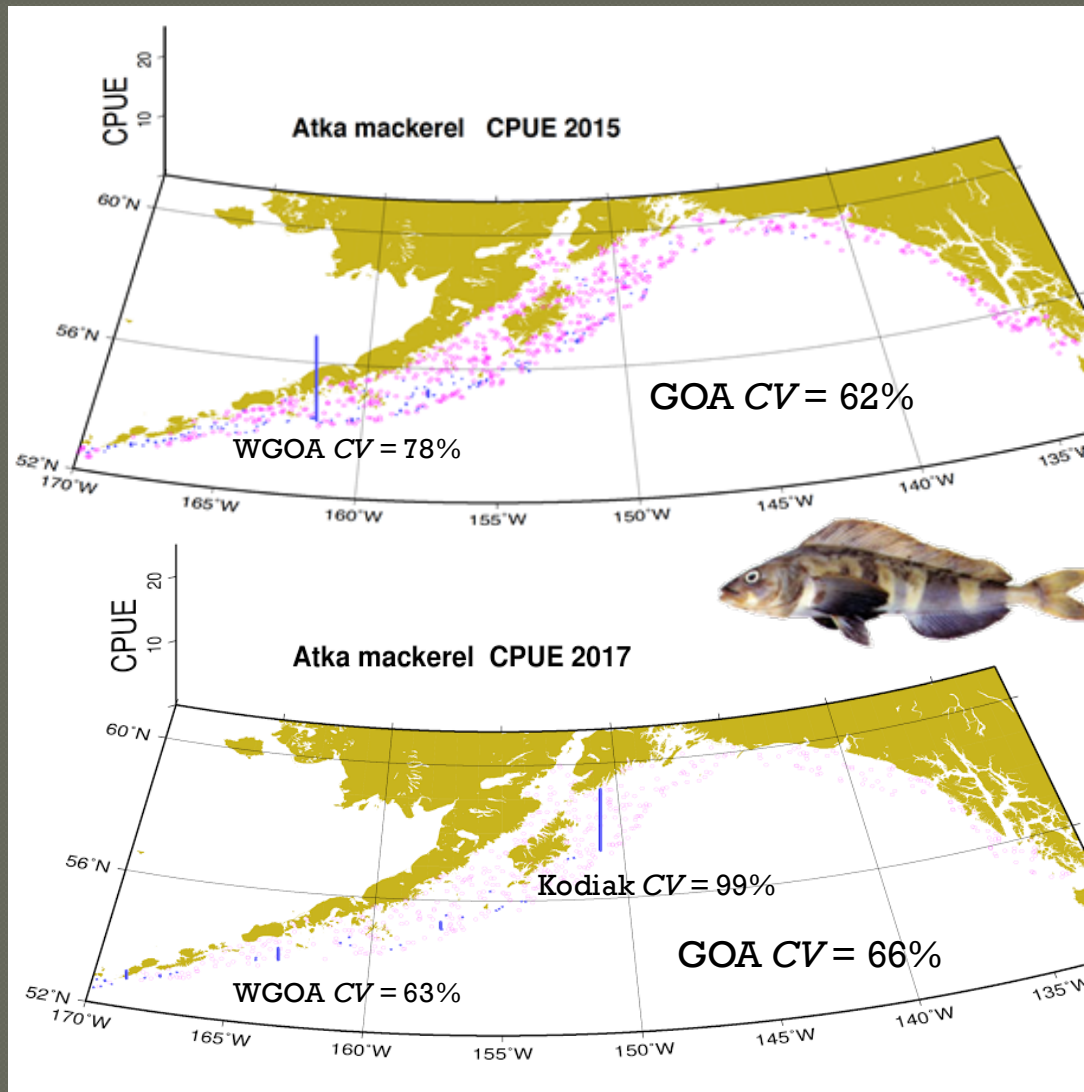 20
10
CPUE
Atka mackerel CPUE 2015
60°N
56°N
52°N
GOA CV = 62%
WGOA CV = 78%
170°W
165°W
160°W
155°W
150°W
145°W
140°W
135°W
20
10
CPUE
Atka mackerel CPUE 2017
60°N
56°N
52°N
Kodiak CV = 99%
GOA CV = 66%
WGOA CV = 63%
170°W
165°W
160°W
155°W
150°W
145°W
140°W
135°W